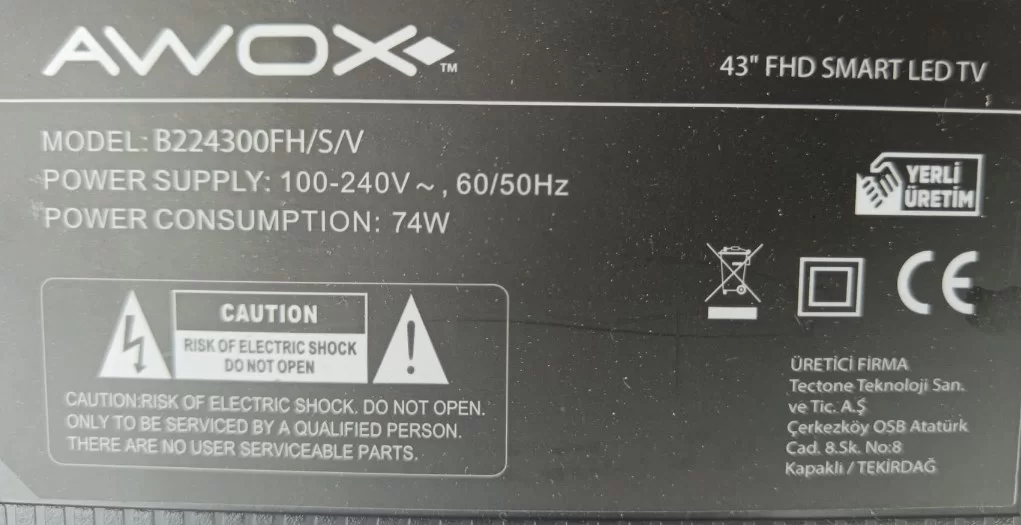 AWOX™
43" FHD SMART LED TV
MODEL: B224300FH/S/V
POWER SUPPLY: 100-240V ~ , 60/50Hz
POWER CONSUMPTION: 74W
YERLİ
ÜRETİM
CE
CAUTION
RISK OF ELECTRIC SHOCK
DO NOT OPEN
CAUTION:RISK OF ELECTRIC SHOCK. DO NOT OPEN.
ONLY TO BE SERVICED BY A QUALIFIED PERSON.
THERE ARE NO USER SERVICEABLE PARTS.
ÜRETİCİ FİRMA
Tectone Teknoloji San.
ve Tic. A.Ş
Çerkezköy OSB Atatürk
Cad. 8.Sk. No:8
Kapaklı / TEKİRDAĞ